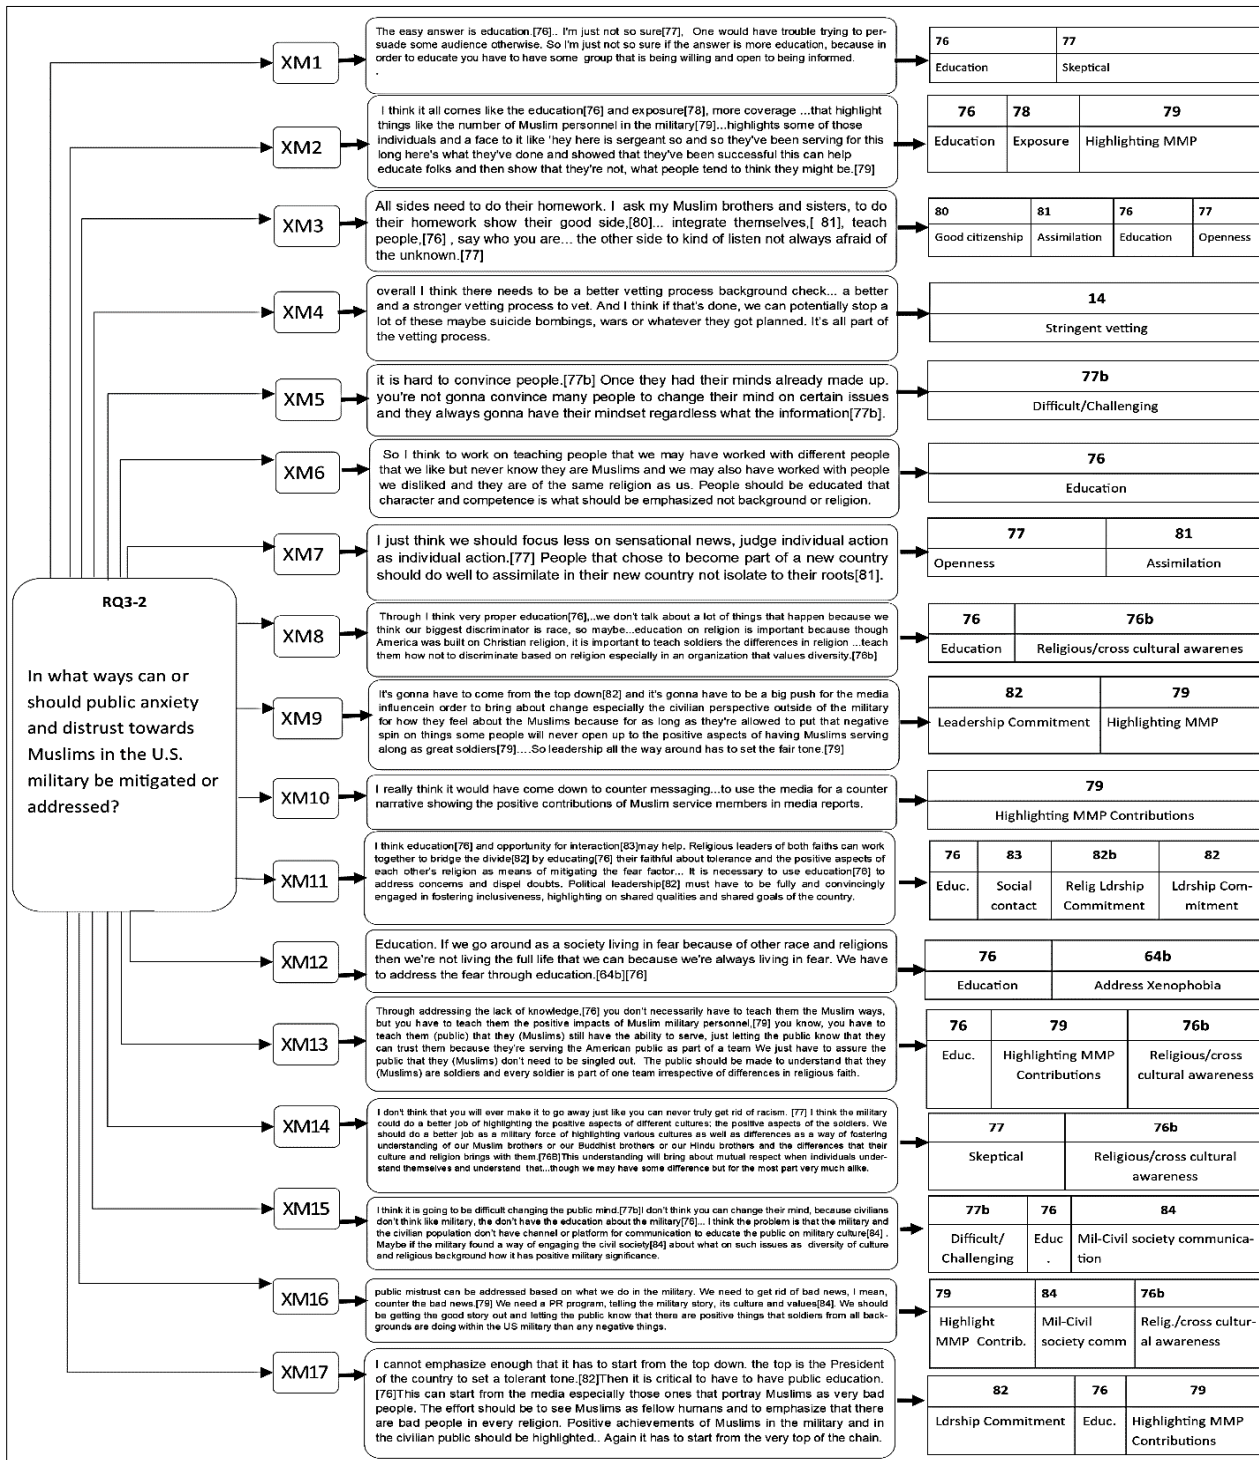 RQ3-2
In what ways can or
should public anxiety
and distrust towards
Muslims in the U.S.
military be mitigated or
addressed?
XM1
The easy answer is education.[76].. I'm just not so sure[77],  One would have trouble trying to per-
suade some audience otherwise. So I'm just not so sure if the answer is more education, because in
order to educate you have to have some  group that is being willing and open to being informed.
.
76 77
Education Skeptical
XM2
I think it all comes like the education[76] and exposure[78], more coverage ...that highlight
things like the number of Muslim personnel in the military[79]...highlights some of those
individuals and a face to it like 'hey here is sergeant so and so they've been serving for this
long here's what they've done and showed that they've been successful this can help
educate folks and then show that they're not, what people tend to think they might be.[79]
76 78 79
Education Exposure Highlighting MMP
XM3
All sides need to do their homework. I  ask my Muslim brothers and sisters, to do
their homework show their good side,[80]... integrate themselves,[ 81], teach
people,[76] , say who you are... the other side to kind of listen not always afraid of
the unknown.[77]
80 81 76 77
Good citizenship Assimilation Education Openness
XM4
overall I think there needs to be a better vetting process background check... a better
and a stronger vetting process to vet. And I think if that's done, we can potentially stop a
lot of these maybe suicide bombings, wars or whatever they got planned. It's all part of
the vetting process.
14
Stringent vetting
XM5
it is hard to convince people.[77b] Once they had their minds already made up.
you're not gonna convince many people to change their mind on certain issues
and they always gonna have their mindset regardless what the information[77b].
77b
Difficult/Challenging
XM6
So I think to work on teaching people that we may have worked with different people
that we like but never know they are Muslims and we may also have worked with people
we disliked and they are of the same religion as us. People should be educated that
character and competence is what should be emphasized not background or religion.
76
Education
XM7
I just think we should focus less on sensational news, judge individual action
as individual action.[77] People that chose to become part of a new country
should do well to assimilate in their new country not isolate to their roots[81].
77 81
Openness Assimilation
XM8
Through I think very proper education[76],..we don't talk about a lot of things that happen because we
think our biggest discriminator is race, so maybe...education on religion is important because though
America was built on Christian religion, it is important to teach soldiers the differences in religion ...teach
them how not to discriminate based on religion especially in an organization that values diversity.[76b]
76 76b
Education Religious/cross cultural awarenes
XM9
It's gonna have to come from the top down[82] and it's gonna have to be a big push for the media
influencein order to bring about change especially the civilian perspective outside of the military
for how they feel about the Muslims because for as long as they're allowed to put that negative
spin on things some people will never open up to the positive aspects of having Muslims serving
along as great soldiers[79]....So leadership all the way around has to set the fair tone.[79]
82 79
Leadership Commitment Highlighting MMP
XM10
I really think it would have come down to counter messaging...to use the media for a counter
narrative showing the positive contributions of Muslim service members in media reports.
79
Highlighting MMP Contributions
XM11
I think education[76] and opportunity for interaction[83]may help. Religious leaders of both faiths can work
together to bridge the divide[82] by educating[76] their faithful about tolerance and the positive aspects of
each other's religion as means of mitigating the fear factor... It is necessary to use education[76] to
address concerns and dispel doubts. Political leadership[82] must have to be fully and convincingly
engaged in fostering inclusiveness, highlighting on shared qualities and shared goals of the country.
76 83 82b 82
Educ. Social Relig Ldrship Ldrship Com-
contact Commitment mitment
XM12
Education. If we go around as a society living in fear because of other race and religions
then we're not living the full life that we can because we're always living in fear. We have
to address the fear through education.[64b][76]
76 64b
Education Address Xenophobia
XM13
Through addressing the lack of knowledge,[76] you don't necessarily have to teach them the Muslim ways,
but you have to teach them the positive impacts of Muslim military personnel,[79] you know, you have to
teach them (public) that they (Muslims) still have the ability to serve, just letting the public know that they
can trust them because they're serving the American public as part of a team We just have to assure the
public that they (Muslims) don't need to be singled out.  The public should be made to understand that they
(Muslims) are soldiers and every soldier is part of one team irrespective of differences in religious faith.
76 79 76b
Educ. Highlighting MMP Religious/cross
Contributions cultural awareness
XM14
I don't think that you will ever make it to go away just like you can never truly get rid of racism. [77] I think the military
could do a better job of highlighting the positive aspects of different cultures; the positive aspects of the soldiers. We
should do a better job as a military force of highlighting various cultures as well as differences as a way of fostering
understanding of our Muslim brothers or our Buddhist brothers or our Hindu brothers and the differences that their
culture and religion brings with them.[76B]This understanding will bring about mutual respect when individuals under-
stand themselves and understand  that...though we may have some difference but for the most part very much alike.
77 76b
Skeptical Religious/cross cultural
awareness
XM15
I think it is going to be difficult changing the public mind.[77b]I don't think you can change their mind, because civilians
don't think like military, the don't have the education about the military[76]... I think the problem is that the military and
the civilian population don't have channel or platform for communication to educate the public on military culture[84] .
Maybe if the military found a way of engaging the civil society[84] about what on such issues as  diversity of culture
and religious background how it has positive military significance.
77b 76 84
Difficult/ Educ Mil-Civil society communica-
Challenging . tion
XM16
public mistrust can be addressed based on what we do in the military. We need to get rid of bad news, I mean,
counter the bad news.[79] We need a PR program, telling the military story, its culture and values[84]. We should
be getting the good story out and letting the public know that there are positive things that soldiers from all back-
grounds are doing within the US military than any negative things.
79 84 76b
Highlight Mil-Civil Relig./cross cultur-
MMP  Contrib. society comm al awareness
XM17
I cannot emphasize enough that it has to start from the top down. the top is the President
of the country to set a tolerant tone.[82]Then it is critical to have to have public education.
[76]This can start from the media especially those ones that portray Muslims as very bad
people. The effort should be to see Muslims as fellow humans and to emphasize that there
are bad people in every religion. Positive achievements of Muslims in the military and in
the civilian public should be highlighted.. Again it has to start from the very top of the chain.
82 76 79
Ldrship Commitment Educ. Highlighting MMP
Contributions